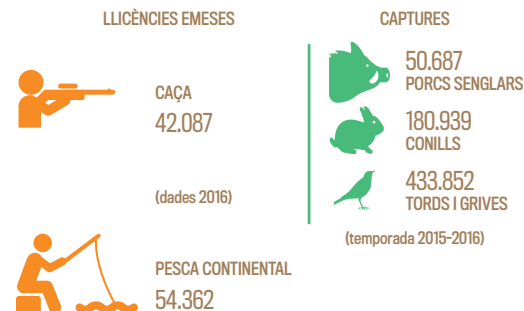 LLICÈNCIES EMESES
CAÇA
42.087
(dades 2016)
PESCA CONTINENTAL
54.362
CAPTURES
50.687
PORCS SENGLARS
180.939
CONILLS
433.852
TORDS I GRIVES
(temporada 2015-2016)